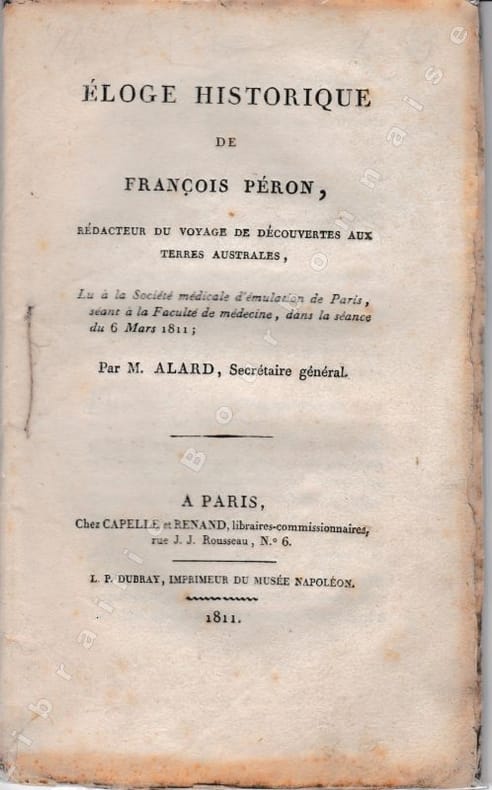 ÉLOGE HISTORIQUE
DE
FRANÇOIS PÉRON,
RÉDACTEUR DU VOYAGE DE DÉCOUVERTES AUX
TERRES AUSTRALES,
Lu à la Société médicale d'émulation de Paris,
séant à la Faculté de médecine, dans la séance
du 6 Mars 1811;
Par M. ALARD, Secrétaire général.
A PARIS,
Chez CAPELLE et RENAND, libraires-commissionnaires,
rue J. J. Rousseau, N.º 6.
L. P. DUBRAY, IMPRIMEUR DU MUSÉE NAPOLÉON.
1811.
librairie Bourbonnaise